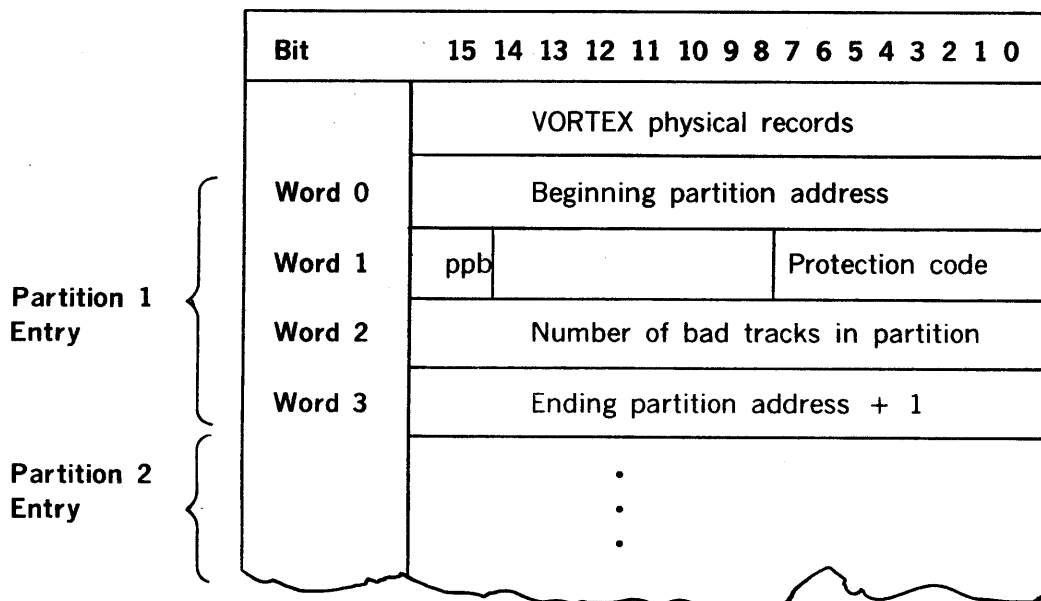 Bit 15 14 13 12 11 10 9 8 7 6 5 4 3 2 1 0
VORTEX physical records
Word 0 Beginning partition address
Word 1 ppb Protection code
Partition 1
Entry
Word 2 Number of bad tracks in partition
Word 3 Ending partition address + 1
Partition 2
Entry